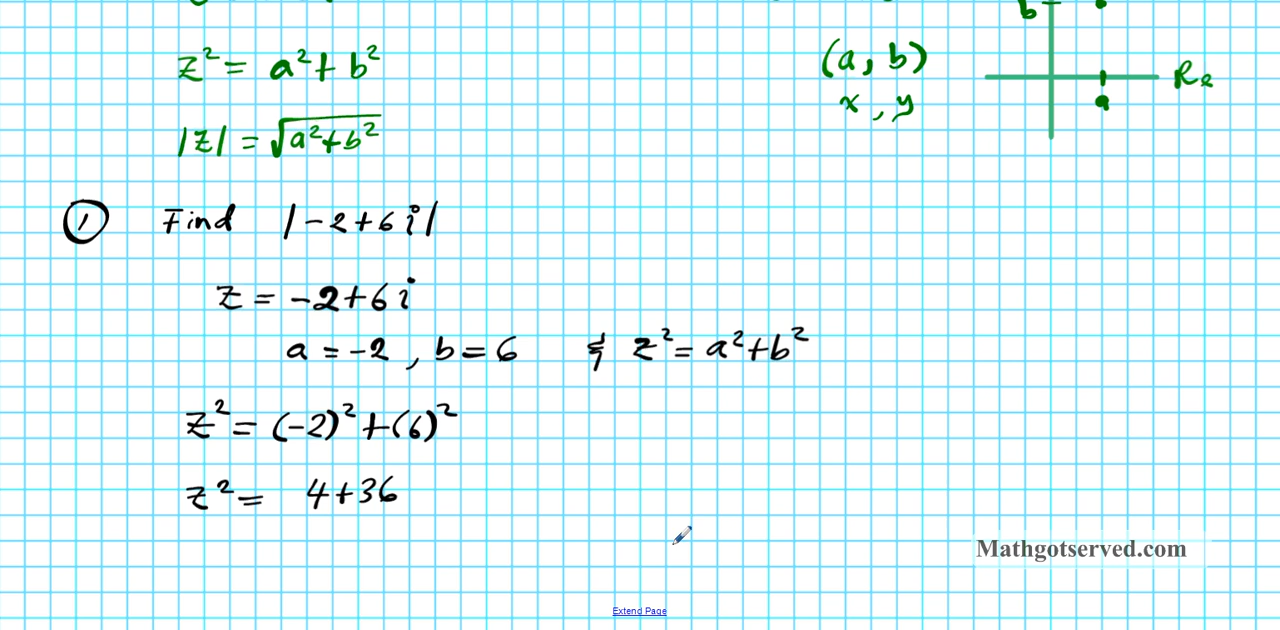 b
z² = a² + b²
(a, b)
Re
x, y
a
|z| = √a²+b²
① Find |-2+6i|
z = -2+6i
a = -2, b = 6 & z² = a²+b²
z² = (-2)²+(6)²
z² = 4+36
Mathgotserved.com
Extend Page